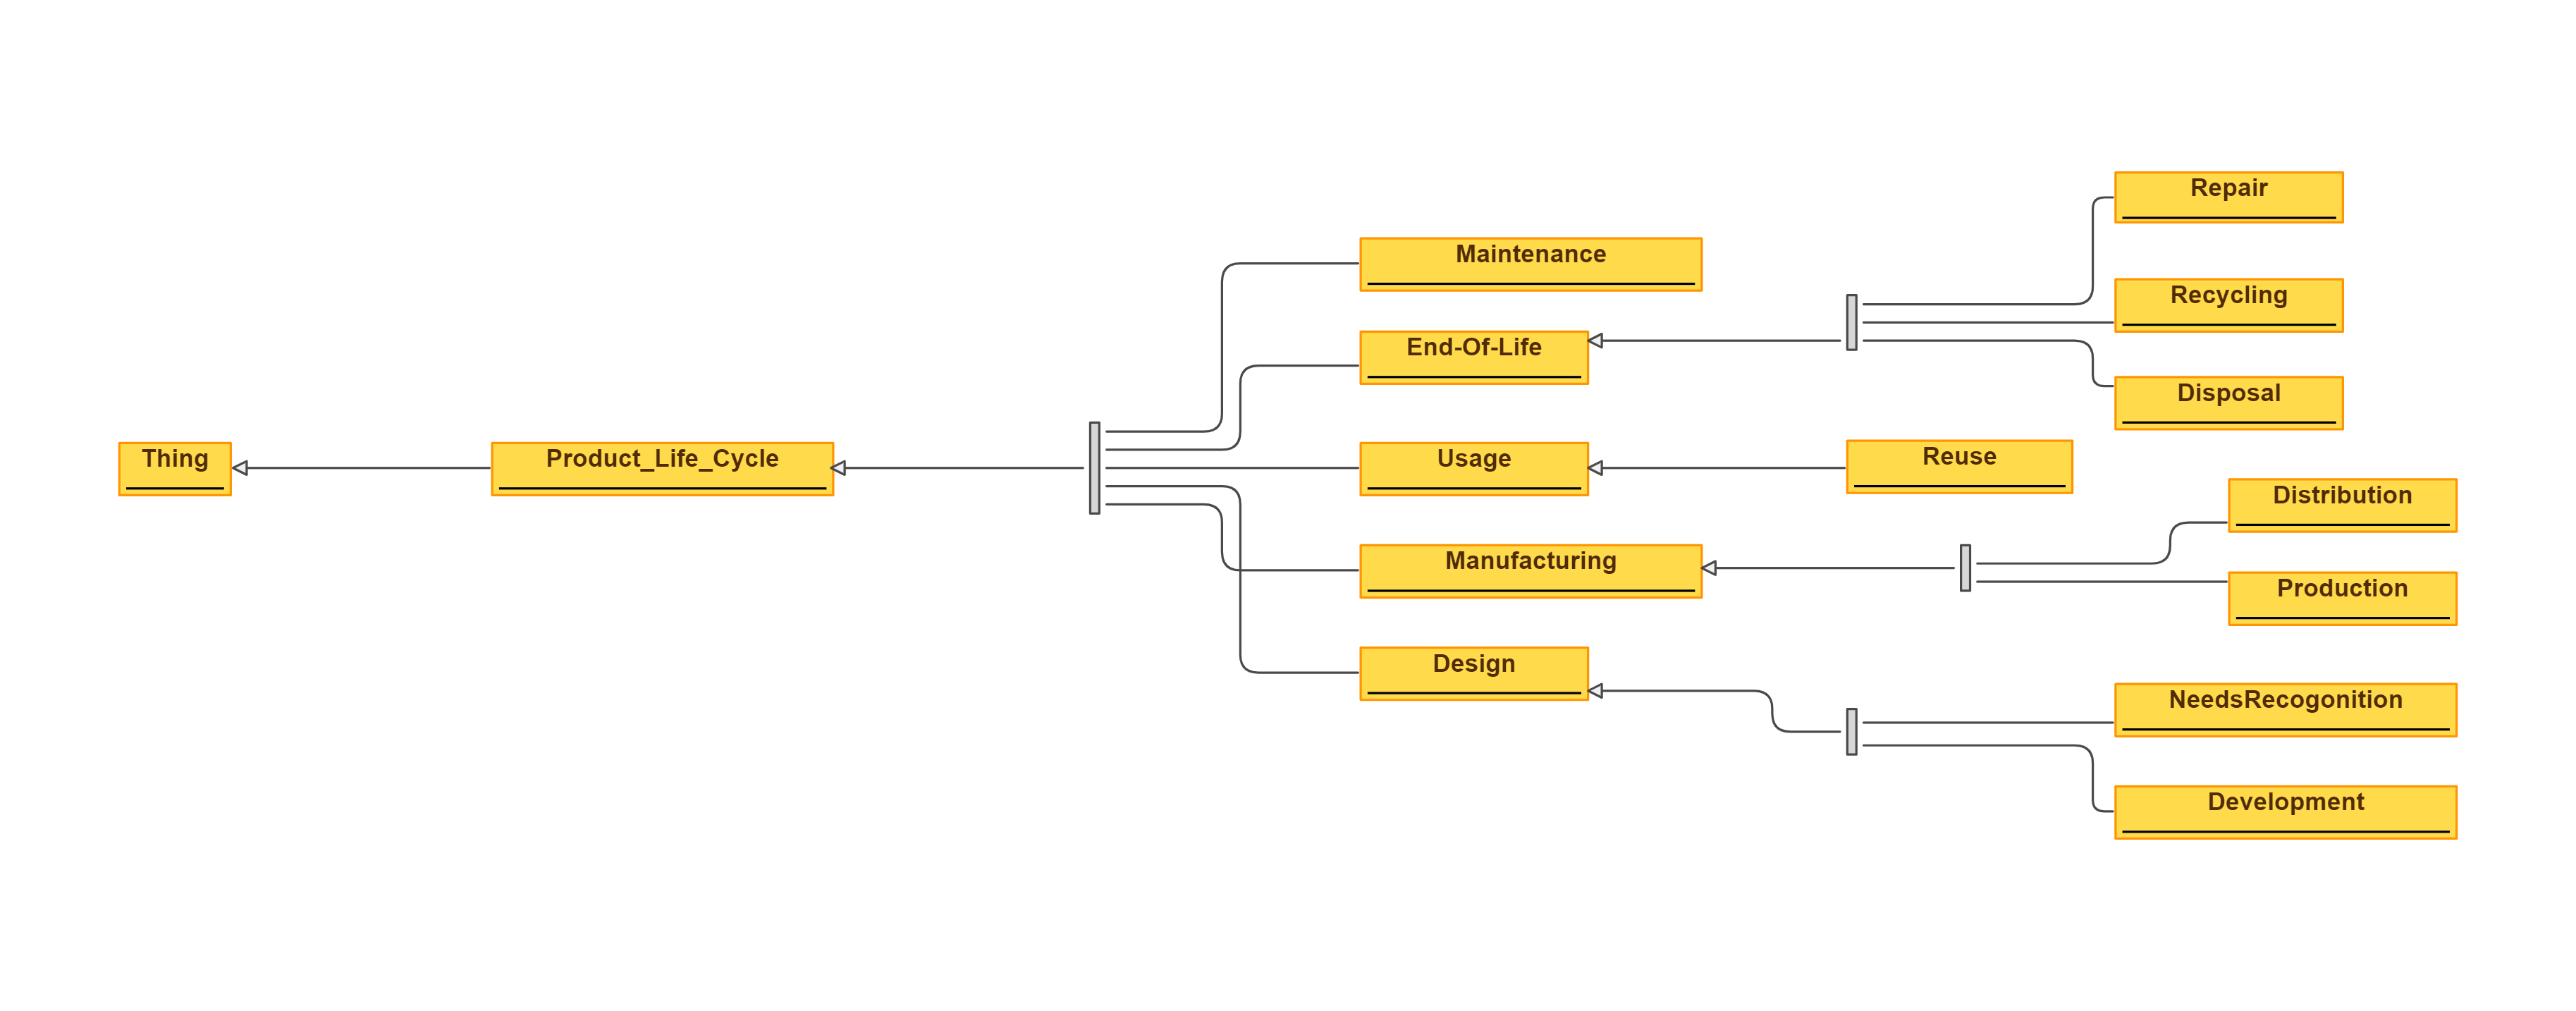 Thing
Product_Life_Cycle
Maintenance
End-Of-Life
Usage
Manufacturing
Design
Repair
Recycling
Disposal
Reuse
Distribution
Production
NeedsRecogonition
Development